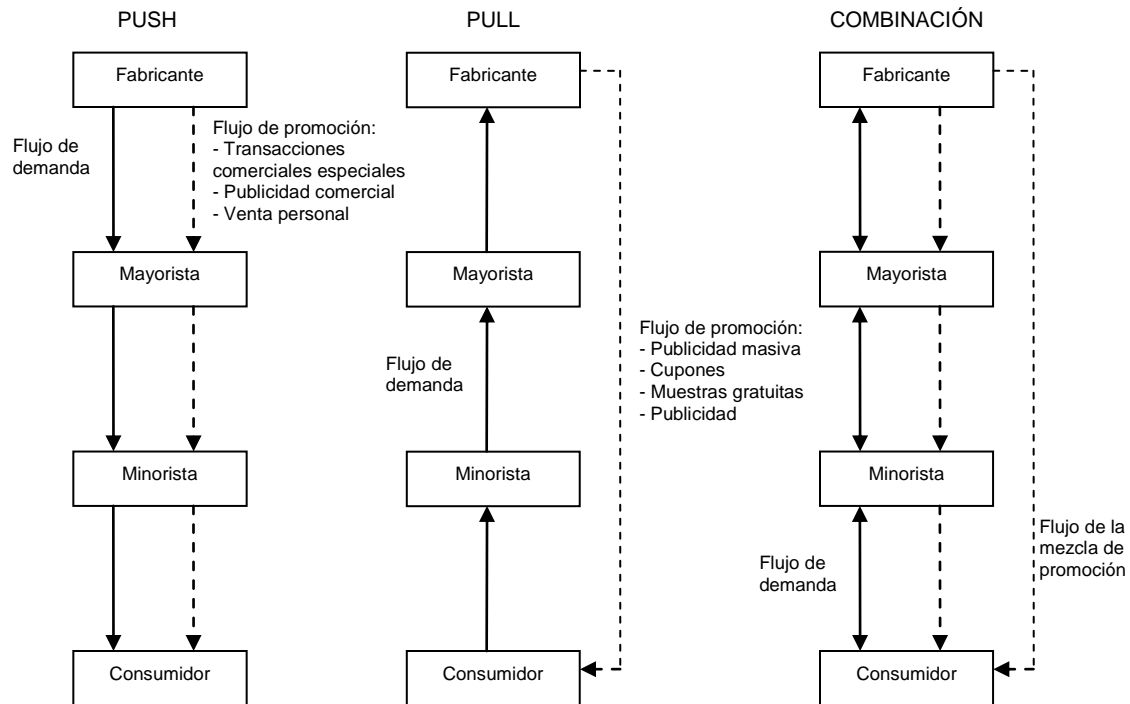 PUSH
Fabricante
Flujo de
demanda
Flujo de promoción:
- Transacciones
comerciales especiales
- Publicidad comercial
- Venta personal
Mayorista
Minorista
Consumidor
PULL
Fabricante
Mayorista
Flujo de
demanda
Minorista
Consumidor
Flujo de promoción:
- Publicidad masiva
- Cupones
- Muestras gratuitas
- Publicidad
COMBINACIÓN
Fabricante
Mayorista
Minorista
Flujo de
demanda
Consumidor
Flujo de la
mezcla de
promoción